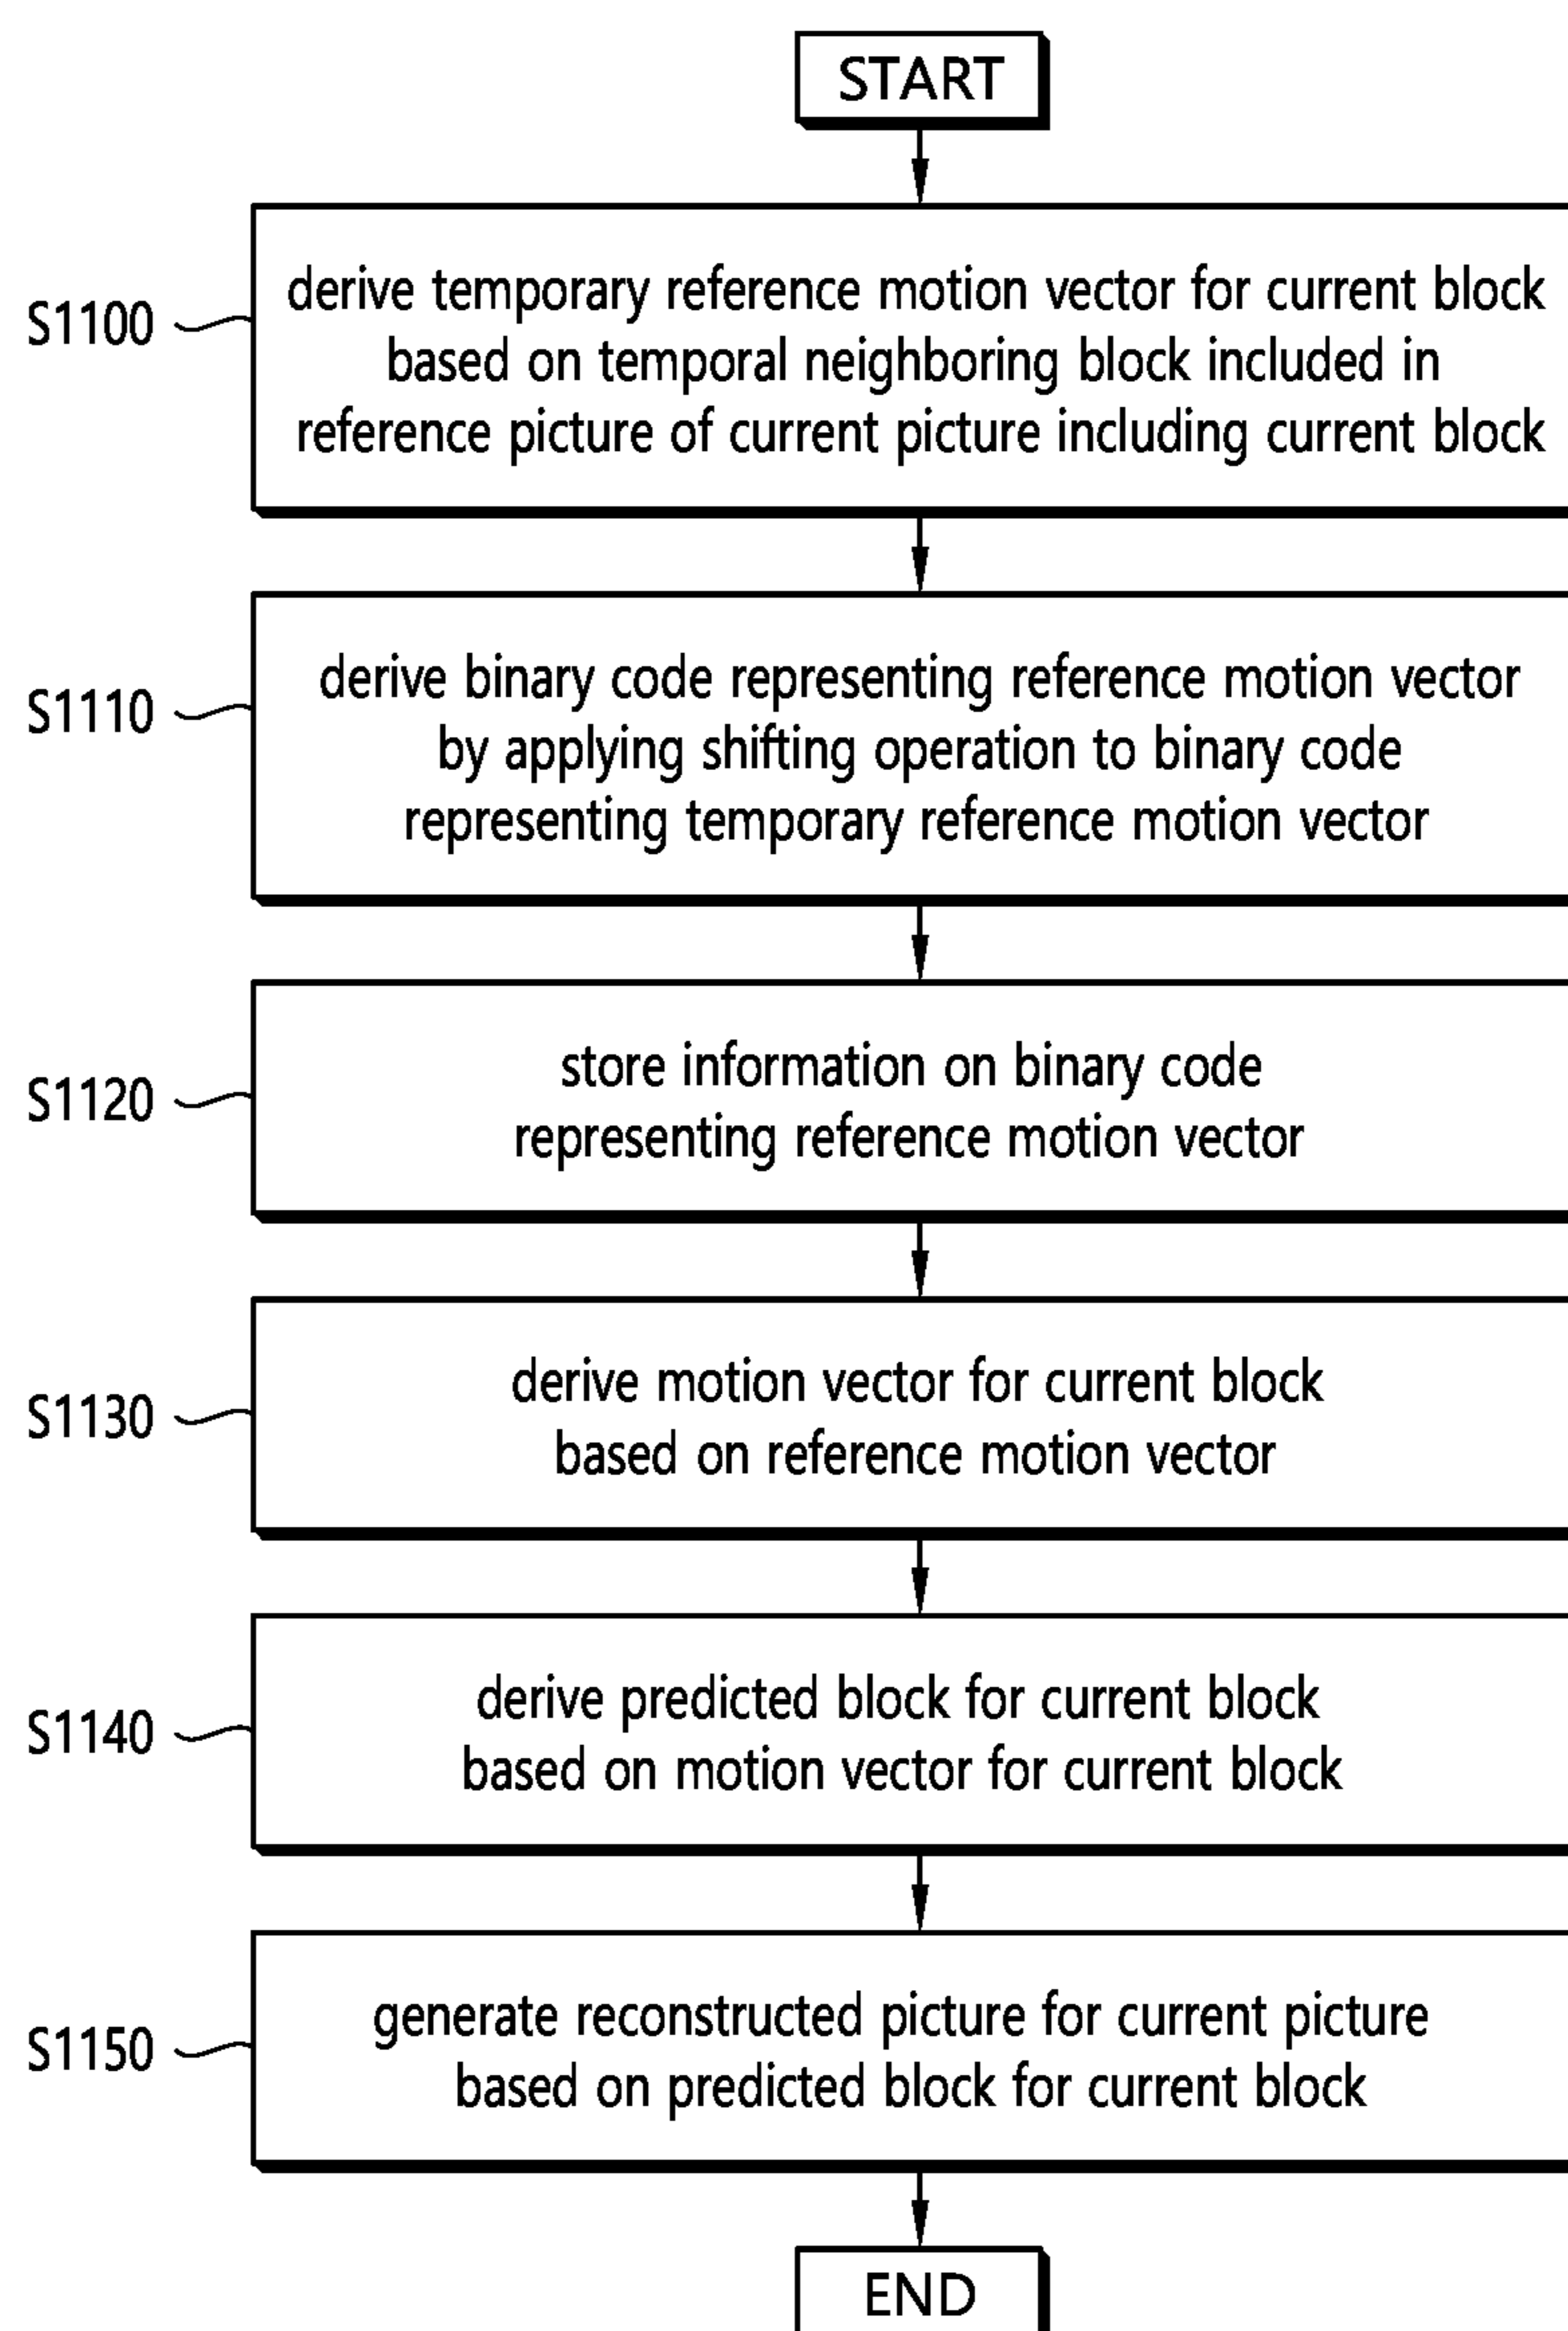 START
S1100
derive temporary reference motion vector for current block
based on temporal neighboring block included in
reference picture of current picture including current block
S1110
derive binary code representing reference motion vector
by applying shifting operation to binary code
representing temporary reference motion vector
S1120
store information on binary code
representing reference motion vector
S1130
derive motion vector for current block
based on reference motion vector
S1140
derive predicted block for current block
based on motion vector for current block
S1150
generate reconstructed picture for current picture
based on predicted block for current block
END